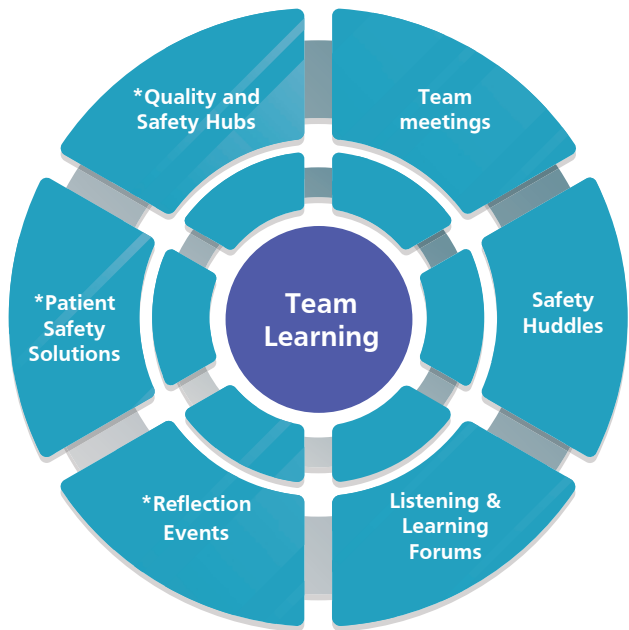 *Quality and
Safety Hubs
Team
meetings
*Patient
Safety
Solutions
Team
Learning
Safety
Huddles
*Reflection
Events
Listening &
Learning
Forums